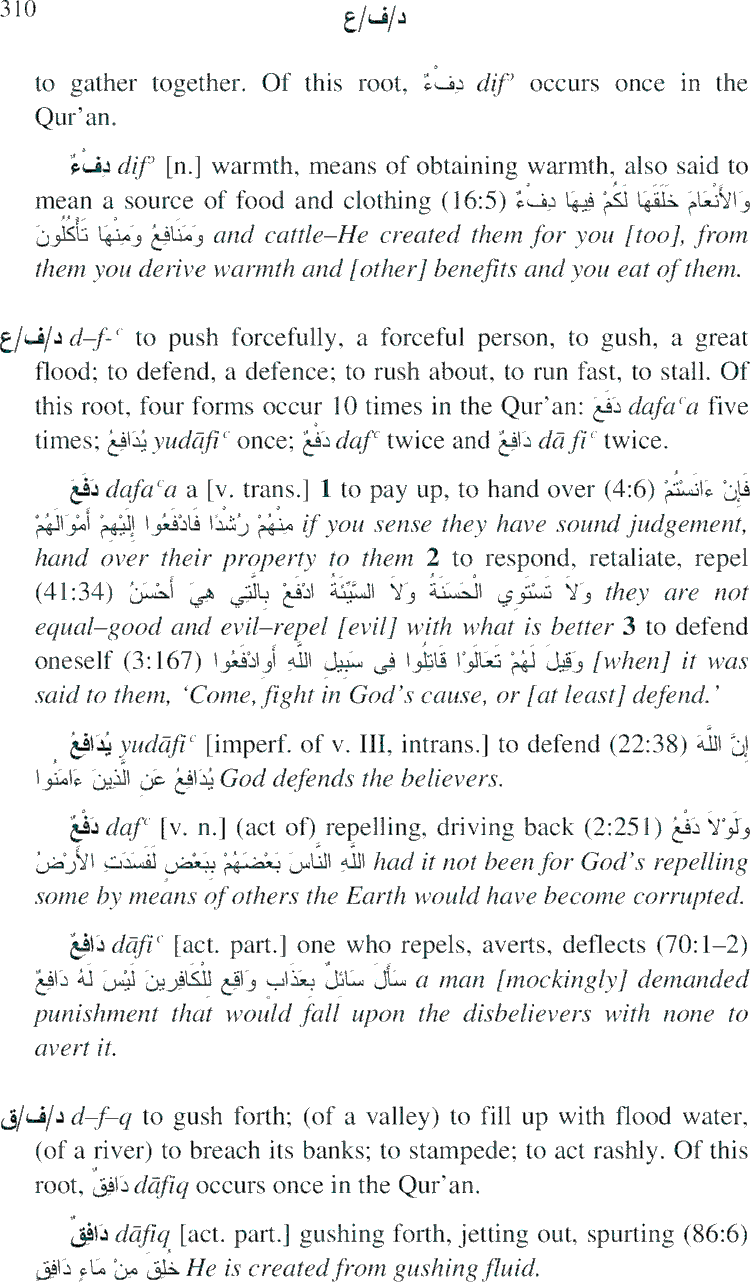 310
د/ف/ع
to gather together. Of this root, دِفْءٌ difʾ occurs once in the
Qur’an.
دِفْءٌ difʾ [n.] warmth, means of obtaining warmth, also said to
mean a source of food and clothing (16:5) وَالأَنْعَامَ خَلَقَهَا لَكُمْ فِيهَا دِفْءٌ
وَمَنَافِعُ وَمِنْهَا تَأْكُلُونَ and cattle–He created them for you [too], from
them you derive warmth and [other] benefits and you eat of them.
د/ف/ع d–f-ʿ to push forcefully, a forceful person, to gush, a great
flood; to defend, a defence; to rush about, to run fast, to stall. Of
this root, four forms occur 10 times in the Qur’an: دَفَعَ dafaʿa five
times; يُدَافِعُ yudāfiʿ once; دَفْعٌ dafʿ twice and دَافِعٌ dāfiʿ twice.
دَفَعَ dafaʿa a [v. trans.] 1 to pay up, to hand over (4:6) فَإِنْ ءَانَسْتُمْ
مِنْهُمْ رُشْدًا فَادْفَعُوا إِلَيْهِمْ أَمْوَالَهُمْ if you sense they have sound judgement,
hand over their property to them 2 to respond, retaliate, repel
(41:34) وَلاَ تَسْتَوِي الْحَسَنَةُ وَلاَ السَّيِّئَةُ ادْفَعْ بِالَّتِي هِيَ أَحْسَنُ they are not
equal–good and evil–repel [evil] with what is better 3 to defend
oneself (3:167) وَقِيلَ لَهُمْ تَعَالَوْا قَاتِلُوا فِى سَبِيلِ اللَّهِ أَوِادْفَعُوا [when] it was
said to them, ‘Come, fight in God’s cause, or [at least] defend.’
يُدَافِعُ yudāfiʿ [imperf. of v. III, intrans.] to defend (22:38) إِنَّ اللَّهَ
يُدَافِعُ عَنِ الَّذِينَ ءَامَنُوا God defends the believers.
دَفْعٌ dafʿ [v. n.] (act of) repelling, driving back (2:251) وَلَوْلاَ دَفْعُ
اللَّهِ النَّاسَ بَعْضَهُمْ بِبَعْضٍ لَفَسَدَتِ الأَرْضُ had it not been for God’s repelling
some by means of others the Earth would have become corrupted.
دَافِعٌ dāfiʿ [act. part.] one who repels, averts, deflects (70:1–2)
سَأَلَ سَائِلٌ بِعَذَابٍ وَاقِعٍ لِلْكَافِرِينَ لَيْسَ لَهُ دَافِعٌ a man [mockingly] demanded
punishment that would fall upon the disbelievers with none to
avert it.
د/ف/ق d–f–q to gush forth; (of a valley) to fill up with flood water,
(of a river) to breach its banks; to stampede; to act rashly. Of this
root, دَافِقٌ dāfiq occurs once in the Qur’an.
دَافِقٌ dāfiq [act. part.] gushing forth, jetting out, spurting (86:6)
خُلِقَ مِنْ مَاءٍ دَافِقٍ He is created from gushing fluid.